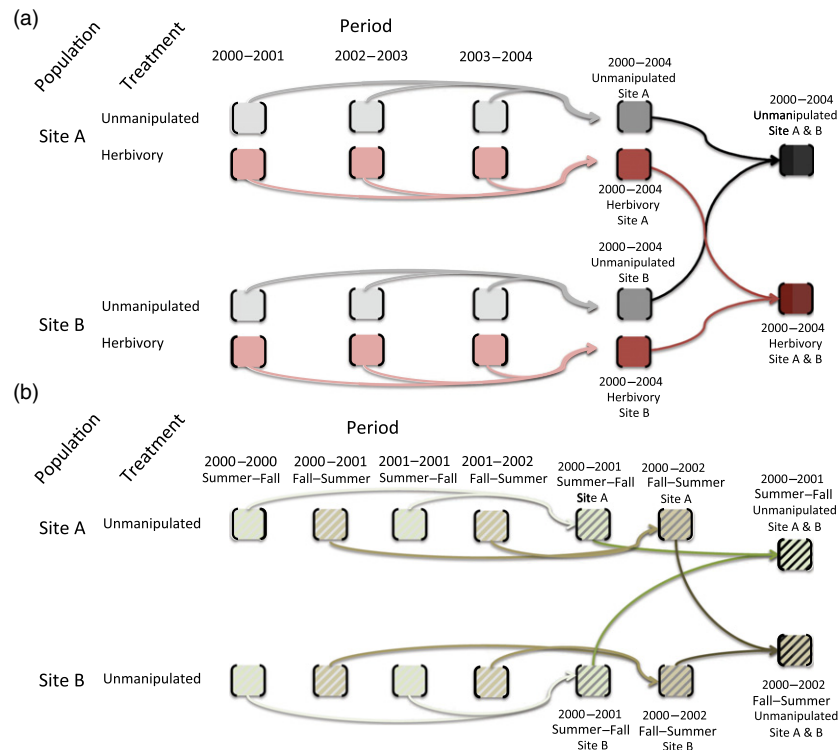 (a)
Population
Treatment
Period
2000–2001
2002–2003
2003–2004
2000–2004
Unmanipulated
Site A
2000–2004
Unmanipulated
Site A & B
Site A
Unmanipulated
Herbivory
2000–2004
Herbivory
Site A
2000–2004
Unmanipulated
Site B
Site B
Unmanipulated
Herbivory
2000–2004
Herbivory
Site B
2000–2004
Herbivory
Site A & B
(b)
Population
Treatment
Period
2000–2000
Summer–Fall
2000–2001
Fall–Summer
2001–2001
Summer–Fall
2001–2002
Fall–Summer
2000–2001
Summer–Fall
Site A
2000–2002
Fall–Summer
Site A
2000–2001
Summer–Fall
Unmanipulated
Site A & B
Site A
Unmanipulated
Site B
Unmanipulated
2000–2001
Summer–Fall
Site B
2000–2002
Fall–Summer
Site B
2000–2002
Fall–Summer
Unmanipulated
Site A & B